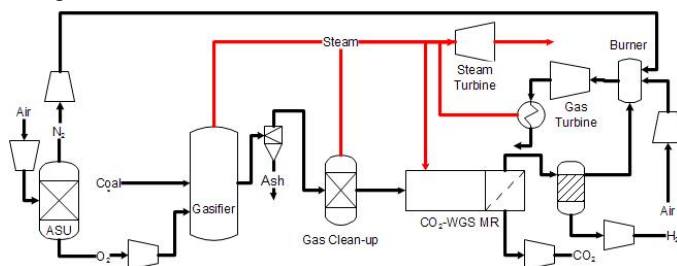 Steam
Burner
Steam
Turbine
Gas
Turbine
Air
N₂
Coal
Gasifier
Ash
ASU
Gas Clean-up
CO₂-WGS MR
Air
H₂
O₂
CO₂